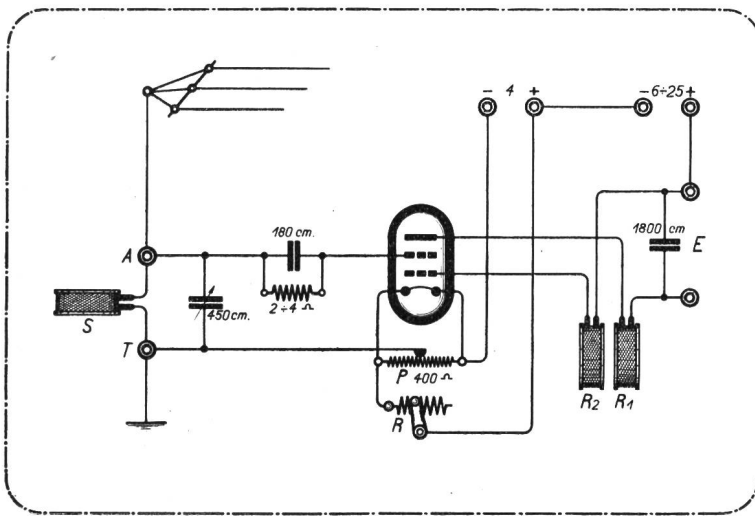 - 4 + - 6÷25 +
A
180 cm.
1800 cm
E
450 cm.
2÷4 Ω
S
T
P 400 Ω
R
R2
R1